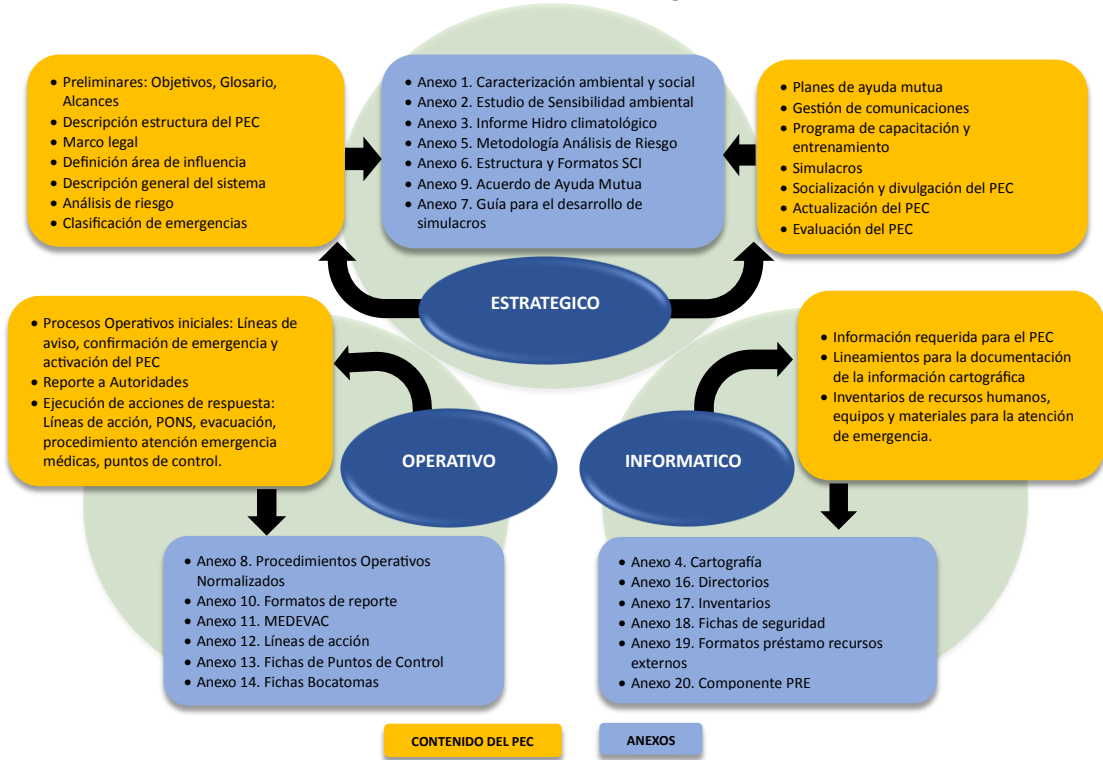 • Preliminares: Objetivos, Glosario,
Alcances
• Descripción estructura del PEC
• Marco legal
• Definición área de influencia
• Descripción general del sistema
• Análisis de riesgo
• Clasificación de emergencias
• Anexo 1. Caracterización ambiental y social
• Anexo 2. Estudio de Sensibilidad ambiental
• Anexo 3. Informe Hidro climatológico
• Anexo 5. Metodología Análisis de Riesgo
• Anexo 6. Estructura y Formatos SCI
• Anexo 9. Acuerdo de Ayuda Mutua
• Anexo 7. Guía para el desarrollo de
simulacros
• Planes de ayuda mutua
• Gestión de comunicaciones
• Programa de capacitación y
entrenamiento
• Simulacros
• Socialización y divulgación del PEC
• Actualización del PEC
• Evaluación del PEC
ESTRATEGICO
• Procesos Operativos iniciales: Líneas de
aviso, confirmación de emergencia y
activación del PEC
• Reporte a Autoridades
• Ejecución de acciones de respuesta:
Líneas de acción, PONS, evacuación,
procedimiento atención emergencia
médicas, puntos de control.
OPERATIVO
INFORMATICO
• Información requerida para el PEC
• Lineamientos para la documentación
de la información cartográfica
• Inventarios de recursos humanos,
equipos y materiales para la atención
de emergencia.
• Anexo 8. Procedimientos Operativos
Normalizados
• Anexo 10. Formatos de reporte
• Anexo 11. MEDEVAC
• Anexo 12. Líneas de acción
• Anexo 13. Fichas de Puntos de Control
• Anexo 14. Fichas Bocatomas
• Anexo 4. Cartografía
• Anexo 16. Directorios
• Anexo 17. Inventarios
• Anexo 18. Fichas de seguridad
• Anexo 19. Formatos préstamo recursos
externos
• Anexo 20. Componente PRE
CONTENIDO DEL PEC
ANEXOS